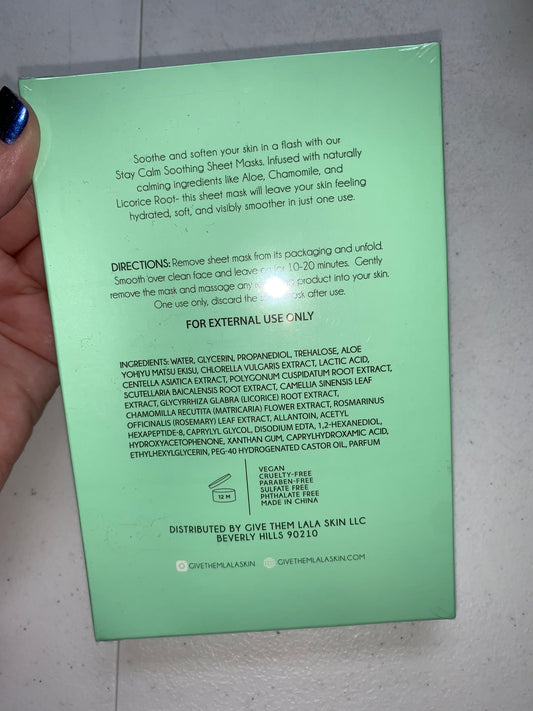 Soothe and soften your skin in a flash with our
Stay Calm Soothing Sheet Masks. Infused with naturally
calming ingredients like Aloe, Chamomile, and
Licorice Root- this sheet mask will leave your skin feeling
hydrated, soft, and visibly smoother in just one use.
DIRECTIONS: Remove sheet mask from its packaging and unfold.
Smooth over clean face and leave for 10-20 minutes. Gently
remove the mask and massage any product into your skin.
One use only, discard the mask after use.
FOR EXTERNAL USE ONLY
INGREDIENTS: WATER, GLYCERIN, PROPANEDIOL, TREHALOSE, ALOE
YOHJYU MATSU EKISU, CHLORELLA VULGARIS EXTRACT, LACTIC ACID,
CENTELLA ASIATICA EXTRACT, POLYGONUM CUSPIDATUM ROOT EXTRACT,
SCUTELLARIA BAICALENSIS ROOT EXTRACT, CAMELLIA SINENSIS LEAF
EXTRACT, GLYCYRRHIZA GLABRA (LICORICE) ROOT EXTRACT,
CHAMOMILLA RECUTITA (MATRICARIA) FLOWER EXTRACT, ROSMARINUS
OFFICINALIS (ROSEMARY) LEAF EXTRACT, ALLANTOIN, ACETYL
HEXAPEPTIDE-8, CAPRYLYL GLYCOL, DISODIUM EDTA, 1,2-HEXANEDIOL,
HYDROXYACETOPHENONE, XANTHAN GUM, CAPRYLHYDROXAMIC ACID,
ETHYLHEXYLGLYCERIN, PEG-40 HYDROGENATED CASTOR OIL, PARFUM
12 M
VEGAN
CRUELTY-FREE
PARABEN-FREE
SULFATE FREE
PHTHALATE FREE
MADE IN CHINA
DISTRIBUTED BY GIVE THEM LALA SKIN LLC
BEVERLY HILLS 90210
GIVETHEMLALASKIN GIVETHEMLALASKIN.COM